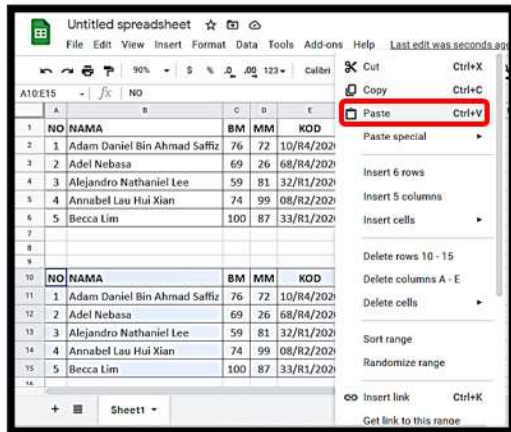 Untitled spreadsheet
File Edit View Insert Format Data Tools Add-ons Help Last edit was seconds ago
90% $ % .0 .00 123 Calibri
A10:E15 fx NO
A B C D E
1 NO NAMA BM MM KOD
2 1 Adam Daniel Bin Ahmad Saffiz 76 72 10/R4/202
3 2 Adel Nebasa 69 26 68/R4/202
4 3 Alejandro Nathaniel Lee 59 81 32/R1/202
5 4 Annabel Lau Hui Xian 74 99 08/R2/202
6 5 Becca Lim 100 87 33/R1/202
7
8
9
10 NO NAMA BM MM KOD
11 1 Adam Daniel Bin Ahmad Saffiz 76 72 10/R4/202
12 2 Adel Nebasa 69 26 68/R4/202
13 3 Alejandro Nathaniel Lee 59 81 32/R1/202
14 4 Annabel Lau Hui Xian 74 99 08/R2/202
15 5 Becca Lim 100 87 33/R1/202
16
Sheet1
Cut Ctrl+X
Copy Ctrl+C
Paste Ctrl+V
Paste special
Insert 6 rows
Insert 5 columns
Insert cells
Delete rows 10 - 15
Delete columns A - E
Delete cells
Sort range
Randomize range
Insert link Ctrl+K
Get link to this range